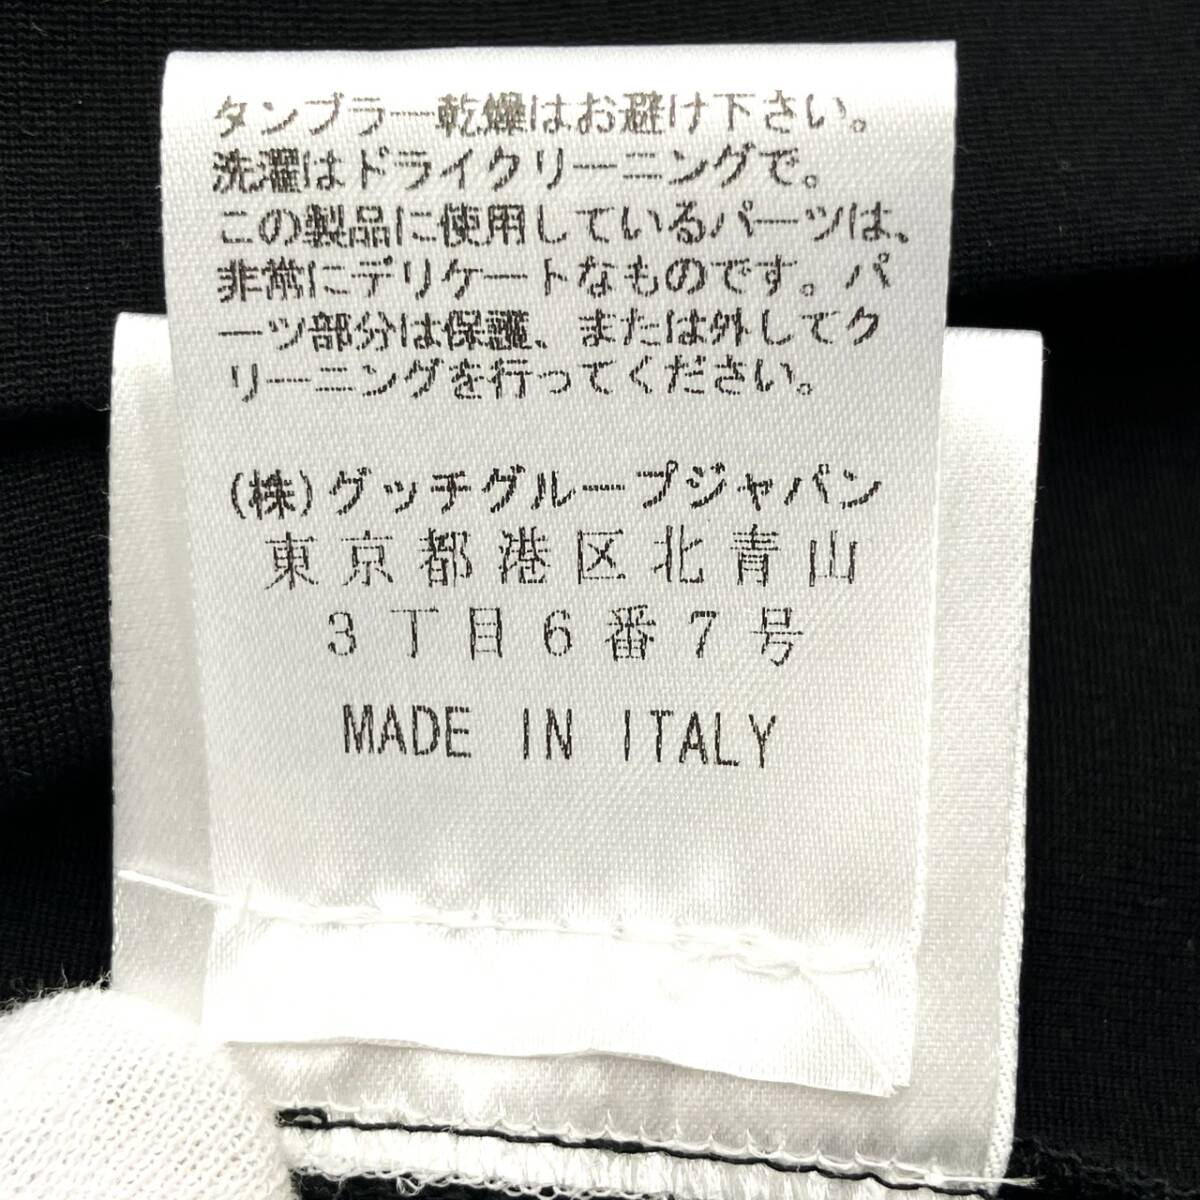 タンブラー乾燥はお避け下さい。
洗濯はドライクリーニングで。
この製品に使用しているパーツは、
非常にデリケートなものです。パ
ーツ部分は保護、または外してク
リーニングを行ってください。
(株)グッチグループジャパン
東京都港区北青山
3丁目6番7号
MADE IN ITALY